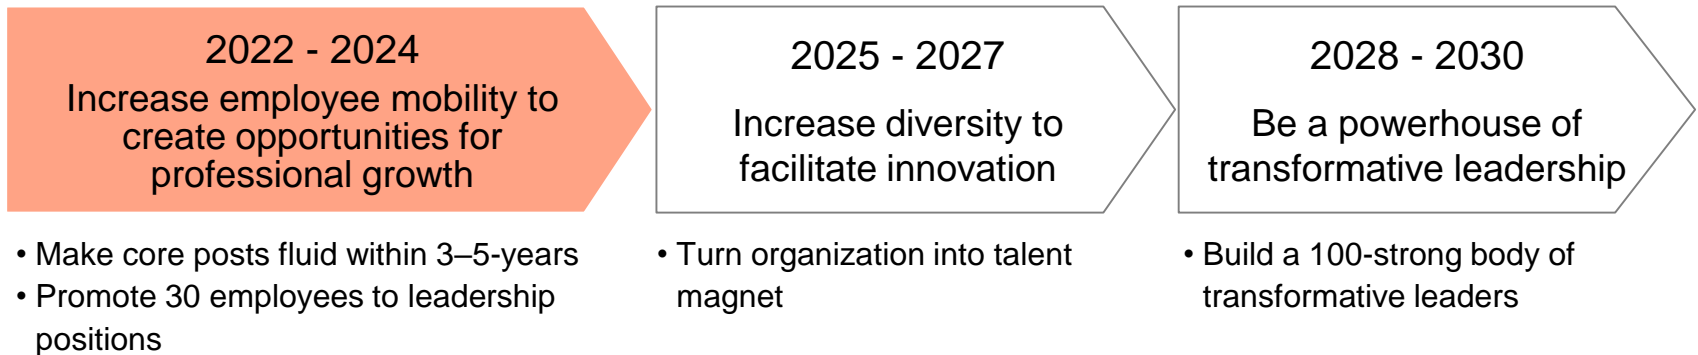 2022 - 2024
Increase employee mobility to
create opportunities for
professional growth
• Make core posts fluid within 3–5-years
• Promote 30 employees to leadership
positions
2025 - 2027
Increase diversity to
facilitate innovation
• Turn organization into talent
magnet
2028 - 2030
Be a powerhouse of
transformative leadership
• Build a 100-strong body of
transformative leaders